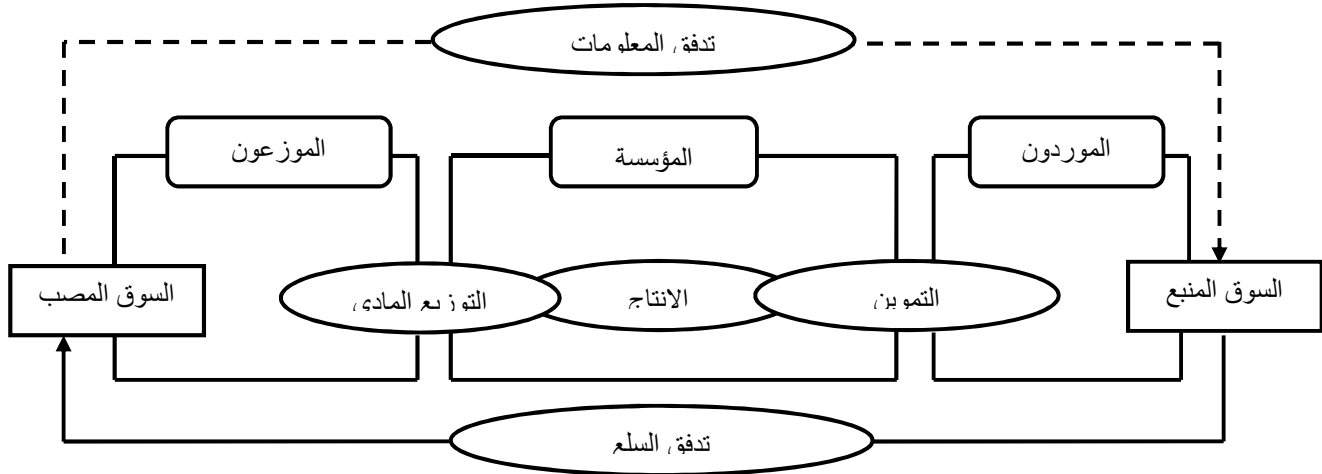 تدفق المعلومات
الموردون
المؤسسة
الموزعون
السوق المنبع
التموين
الانتاج
التوزيع المادي
السوق المصب
تدفق السلع